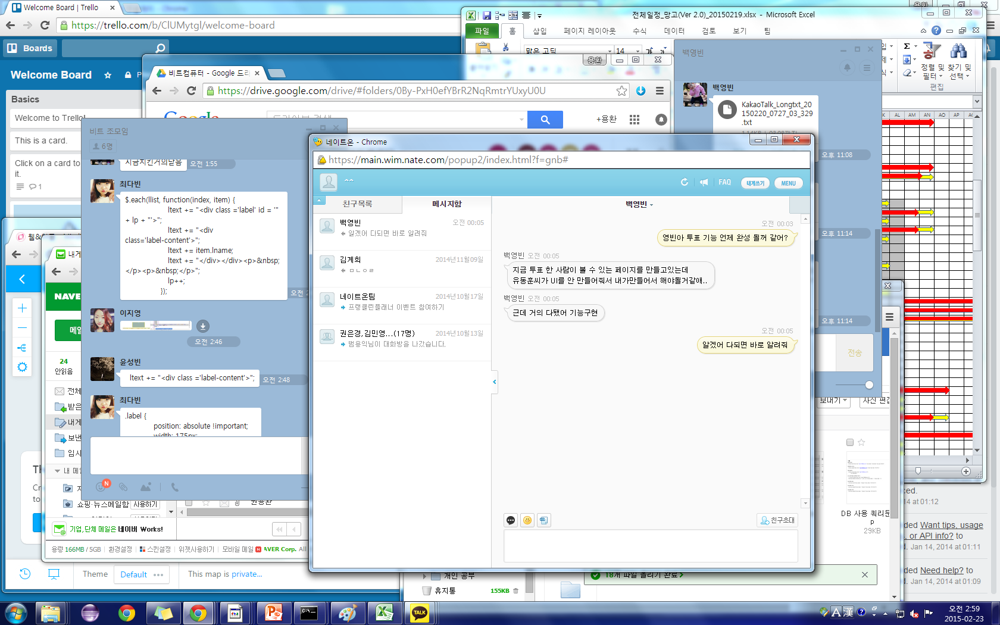 Welcome Board | Trello
https://trello.com/b/ClUMytgl/welcome-board
Boards
Welcome Board
Basics
Welcome to Trello!
This is a card.
Click on a card to
it.
1
전체일정_망고(Ver 2.0)_20150219.xlsx - Microsoft Excel
파일
홈
삽입
페이지 레이아웃
수식
데이터
검토
보기
팀
맑은 고딕
14
정렬 및
필터
찾기 및
선택
편집
AL
AM
AN
AO
AP
용환
비트컴퓨터 - Google 드라
https://drive.google.com/drive/#folders/0By-PxH0efYBrR2NqRmtrYUxyU0U
Google
드라이브 검색
+용환
백영빈
백영빈
KakaoTalk_Longtxt_20
150220_0727_03_329
.txt
오후 11:08
오후 11:14
오후 11:14
전송
비트 조모임
6명
지금지킨거의받음
오전 1:55
최다빈
$.each(llist, function(index, item) {
ltext += "<div class ='label' id = '"
+ lp + "'>";
ltext += "<div
class='label-content'>";
ltext += item.lname;
ltext += "</div></div><p>&nbsp;
</p><p>&nbsp;</p>";
lp++;
});
이지영
오전 2:46
윤성빈
ltext += "<div class ='label-content'>";
오전 2:48
최다빈
.label {
position: absolute !important;
width: 175px;
N
네이트온 - Chrome
https://main.wim.nate.com/popup2/index.html?f=gnb#
^^
FAQ
내게쓰기
MENU
친구목록
메시지함
백영빈
백영빈
오전 00:05
알겠어 다되면 바로 알려줘
김계희
2014년11월09일
ㅁㄴㅇㄹ
네이트온팀
2014년10월17일
프랭클린플래너 이벤트 참여하기
권은경,김민영...(17명)
2014년10월13일
범용익님이 대화방을 나갔습니다.
오전 00:03
영빈아 투표 기능 언제 완성 될꺼 같어?
백영빈 오전 00:05
지금 투표 한 사람이 볼 수 있는 페이지를 만들고있는데
유동훈씨가 UI를 안 만들어줘서 내가만들어서 해야될거같애..
백영빈 오전 00:05
근데 거의 다됐어 기능구현
오전 00:05
알겠어 다되면 바로 알려줘
친구초대
내게
NAVER
메일
24
안읽음
전체
받은
내게
보낸
임시
내 메일
쇼핑·뉴스메일함
사용하기
권용환
기업,단체 메일은 네이버 Works!
용량 166MB / 5GB
환경설정
스킨설정
위젯사용하기
모바일 메일
AVER Corp. All
Theme
Default
This map is private...
개인 공부
휴지통
155KB
18개 파일 올리기 완료
보내기
사진 편집
DB 사용 쿼리문
p
29KB
ced.
14 at 01:12
ded Want tips, usage
, or API info? to
d. Jan 14, 2014 at 01:11
ded Need help? to
d. Jan 14, 2014 at 01:09
TALK
A 漢
오전 2:59
2015-02-23